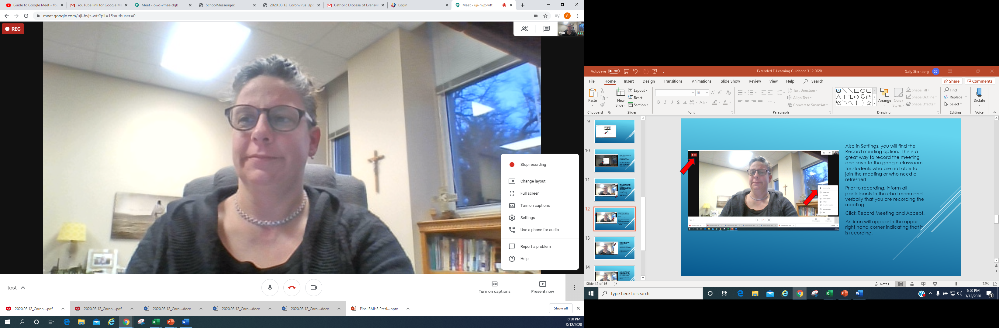 Guide to Google Meet - Yo
YouTube link for Google Me
Meet - owd-vmze-dqb
SchoolMessenger:
2020.03.12_Coronvirus_Upd
Catholic Diocese of Evansvi
Login
Meet - uji-hvjz-wtt
meet.google.com/uji-hvjz-wtt?pli=1&authuser=0
S
REC
1
You
Stop recording
Change layout
Full screen
Turn on captions
Settings
Use a phone for audio
Report a problem
Help
test
Turn on captions
Present now
2020.03.12_Coron....pdf
2020.03.12_Coron....pdf
2020.03.12_Coro....docx
2020.03.12_Coro....docx
2020.03.12_Coro....docx
Final RMHS Presi....pptx
Show all
6:50 PM
3/12/2020
AutoSave Off
Extended E-Learning Guidance 3.12.2020
Sally Sternberg SS
File Home Insert Design Transitions Animations Slide Show Review View Help Search
Share Comments
Paste
Clipboard
New Slide
Layout
Reset
Section
Slides
18
Font
Text Direction
Align Text
Convert to SmartArt
Paragraph
Arrange
Quick Styles
Shape Fill
Shape Outline
Shape Effects
Drawing
Find
Replace
Select
Editing
Dictate
Voice
9
10
11
12
13
14
Also in Settings, you will find the
Record meeting option. This is a
great way to record the meeting
and save to the google classroom
for students who are not able to
join the meeting or who need a
refresher!
Prior to recording, inform all
participants in the chat menu and
verbally that you are recording the
meeting.
Click Record Meeting and Accept.
An icon will appear in the upper
right hand corner indicating that it
is recording.
Slide 12 of 16
Notes
72%
Type here to search
6:50 PM
3/12/2020